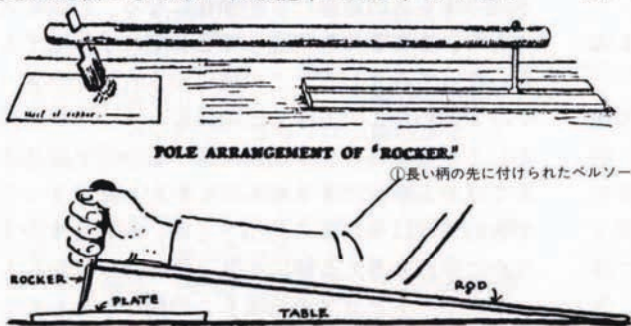 POLE ARRANGEMENT OF "ROCKER."
①長い柄の先に付けられたベルソー
ROCKER
PLATE
TABLE
ROD